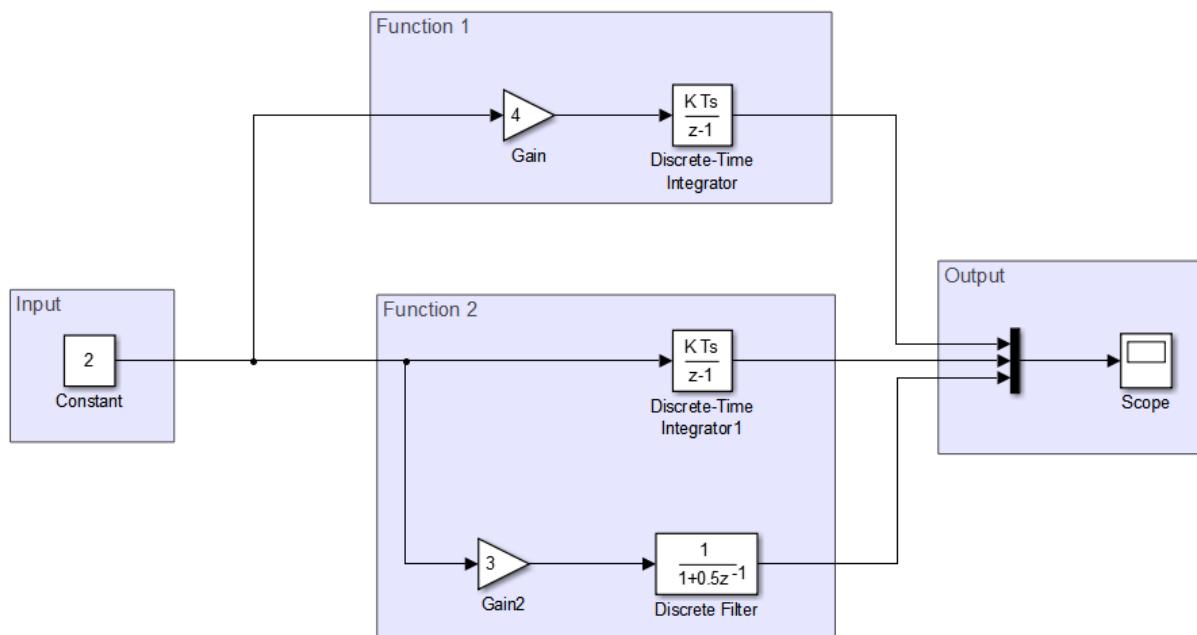 Function 1
4
Gain
K Ts
z-1
Discrete-Time
Integrator
Input
2
Constant
Function 2
K Ts
z-1
Discrete-Time
Integrator1
3
Gain2
1
1+0.5z-1
Discrete Filter
Output
Scope